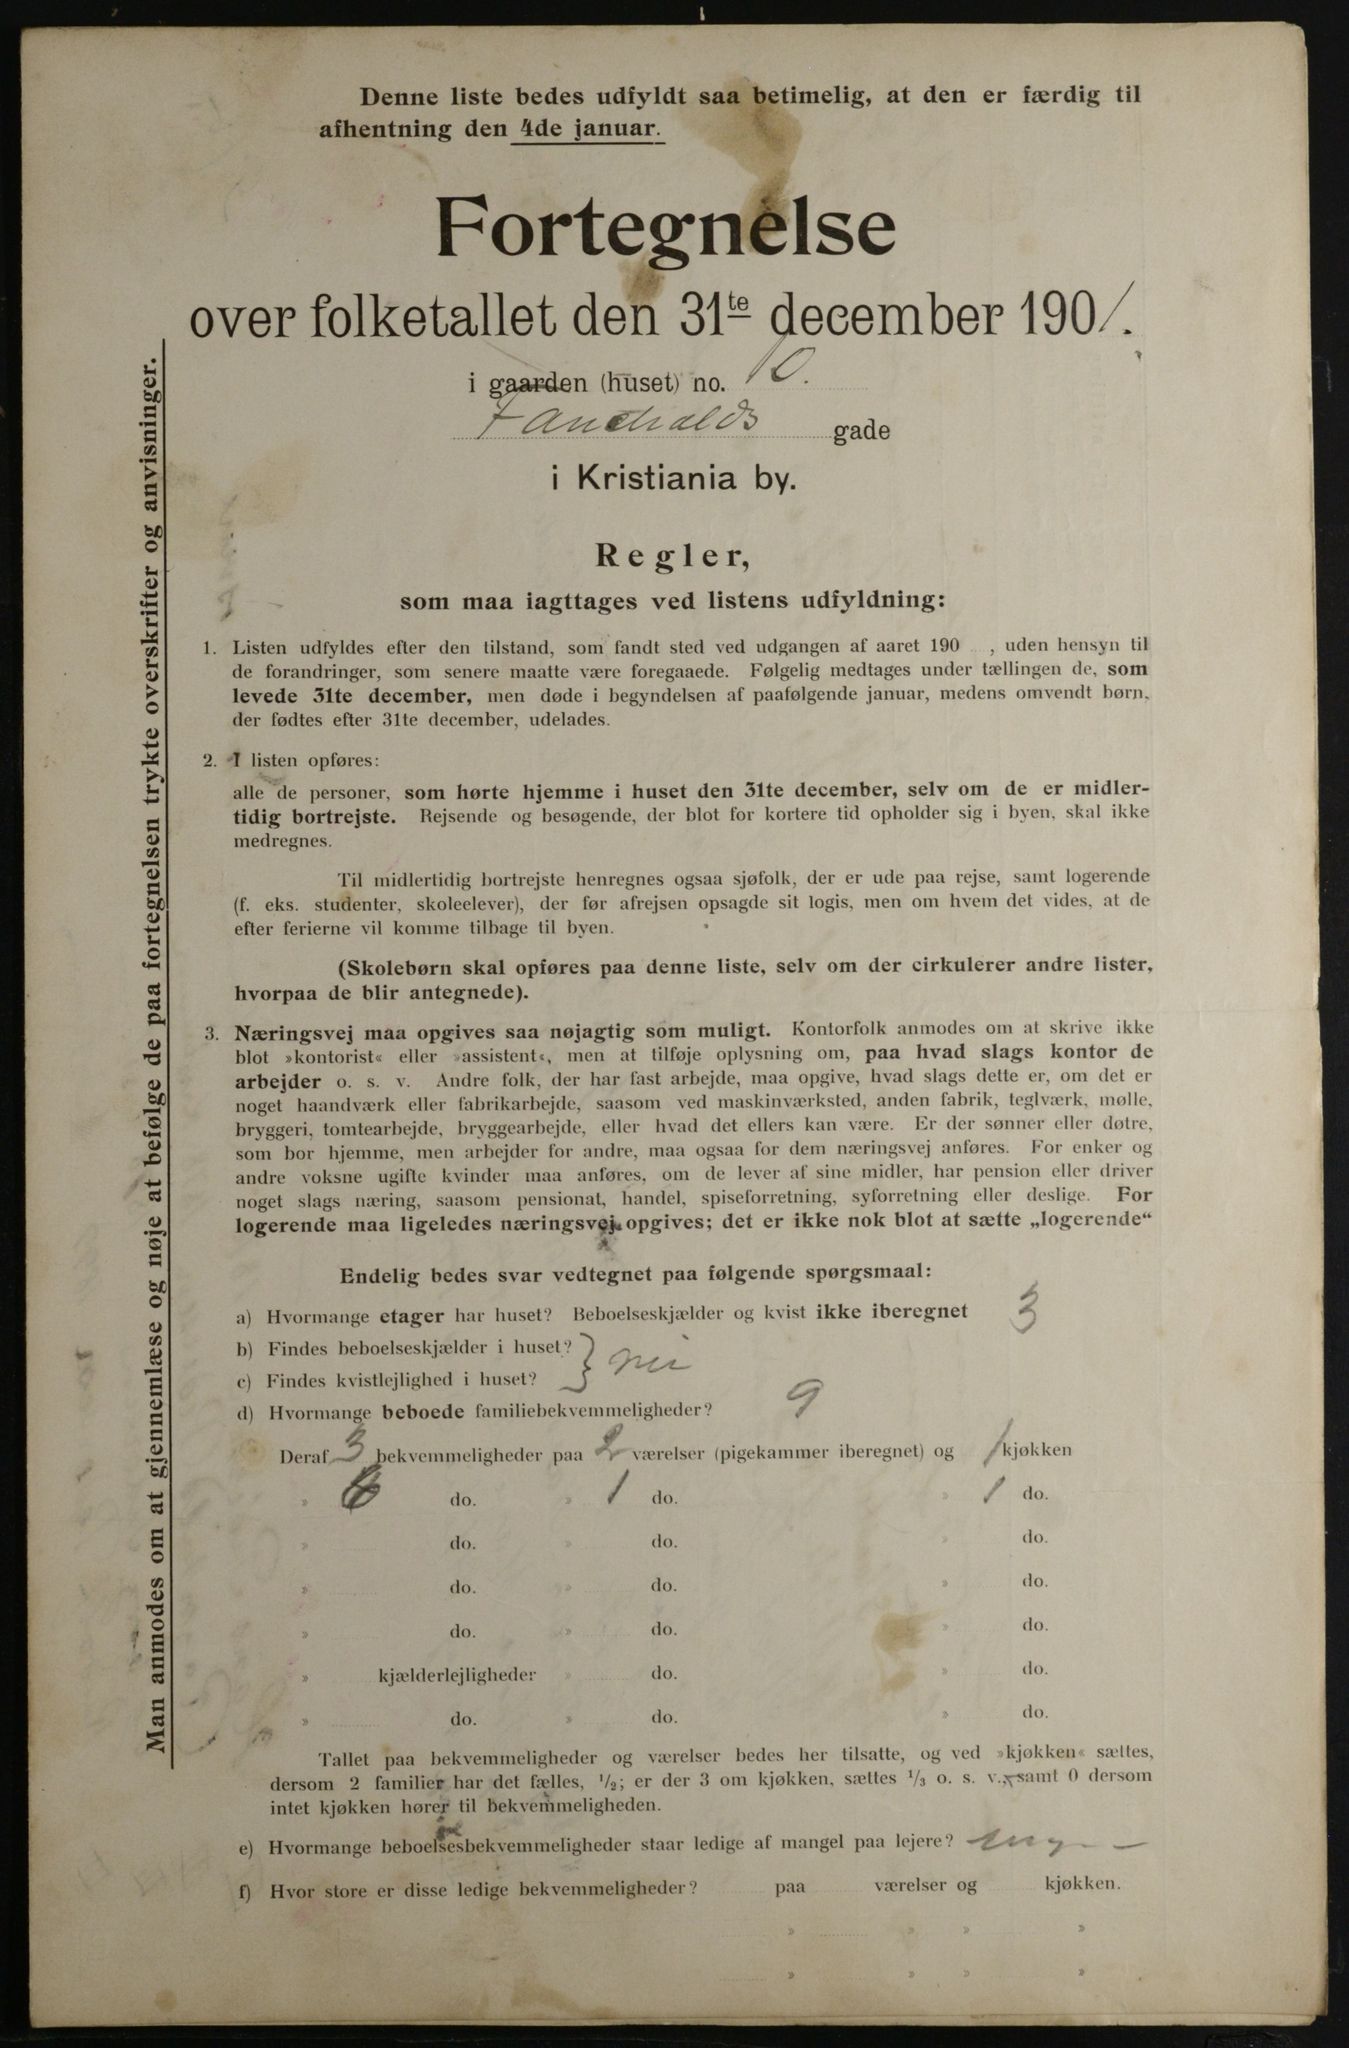 Denne liste bedes udfyldt saa betimelig, at den er færdig til
afhentning den 4de januar.
Fortegnelse
over folketallet den 31te december 1901.
i gaarden (huset) no. 10.
Fauchalds gade
i Kristiania by.
Regler,
som maa iagttages ved listens udfyldning:
1. Listen udfyldes efter den tilstand, som fandt sted ved udgangen af aaret 190 , uden hensyn til
de forandringer, som senere maatte være foregaaede. Følgelig medtages under tællingen de, som
levede 31te december, men døde i begyndelsen af paafølgende januar, medens omvendt børn,
der fødtes efter 31te december, udelades.
2. I listen opføres:
alle de personer, som hørte hjemme i huset den 31te december, selv om de er midler-
tidig bortrejste. Rejsende og besøgende, der blot for kortere tid opholder sig i byen, skal ikke
medregnes.
Til midlertidig bortrejste henregnes ogsaa sjøfolk, der er ude paa rejse, samt logerende
(f. eks. studenter, skoleelever), der før afrejsen opsagde sit logis, men om hvem det vides, at de
efter ferierne vil komme tilbage til byen.
(Skolebørn skal opføres paa denne liste, selv om der cirkulerer andre lister,
hvorpaa de blir antegnede).
3. Næringsvej maa opgives saa nøjagtig som muligt. Kontorfolk anmodes om at skrive ikke
blot »kontorist« eller »assistent«, men at tilføje oplysning om, paa hvad slags kontor de
arbejder o. s. v. Andre folk, der har fast arbejde, maa opgive, hvad slags dette er, om det er
noget haandværk eller fabrikarbejde, saasom ved maskinværksted, anden fabrik, teglværk, mølle,
bryggeri, tomtearbejde, bryggearbejde, eller hvad det ellers kan være. Er der sønner eller døtre,
som bor hjemme, men arbejder for andre, maa ogsaa for dem næringsvej anføres. For enker og
andre voksne ugifte kvinder maa anføres, om de lever af sine midler, har pension eller driver
noget slags næring, saasom pensionat, handel, spiseforretning, syforretning eller deslige. For
logerende maa ligeledes næringsvej opgives; det er ikke nok blot at sætte „logerende“
Endelig bedes svar vedtegnet paa følgende spørgsmaal:
a) Hvormange etager har huset? Beboelseskjælder og kvist ikke iberegnet 3
b) Findes beboelseskjælder i huset?
c) Findes kvistlejlighed i huset? } nei
d) Hvormange beboede familiebekvemmeligheder? 9
Deraf 3 bekvemmeligheder paa 2 værelser (pigekammer iberegnet) og 1 kjøkken
» 6 do. » 1 do. » 1 do.
» do. » do. » do.
» do. » do. » do.
» do. » do. » do.
» kjælderlejligheder » do. » do.
» do. » do. » do.
Tallet paa bekvemmeligheder og værelser bedes her tilsatte, og ved »kjøkken« sættes,
dersom 2 familier har det fælles, 1/2; er der 3 om kjøkken, sættes 1/3 o. s. v., samt 0 dersom
intet kjøkken hører til bekvemmeligheden.
e) Hvormange beboelsesbekvemmeligheder staar ledige af mangel paa lejere?
f) Hvor store er disse ledige bekvemmeligheder? paa værelser og kjøkken.
» » » »
» » » »
Man anmodes om at gjennemlæse og nøje at befølge de paa fortegnelsen trykte overskrifter og anvisninger.